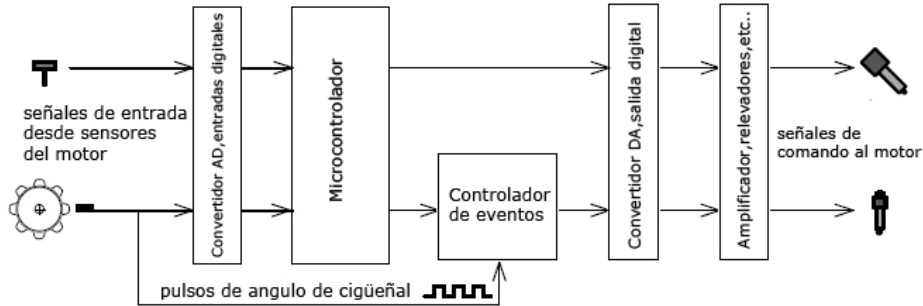 señales de entrada
desde sensores
del motor
Convertidor AD,entradas digitales
Microcontrolador
Controlador
de eventos
Convertidor DA,salida digital
Amplificador,relevadores,etc..
señales de
comando al motor
pulsos de angulo de cigüeñal